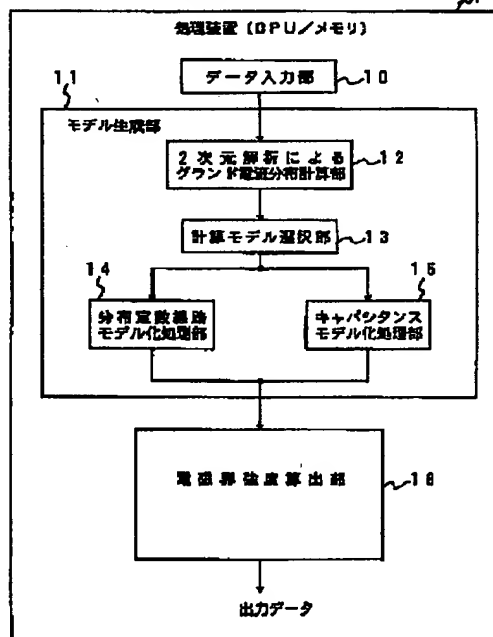 処理装置(CPU/メモリ)
データ入力部
10
11
モデル生成部
2次元解析による
グランド電流分布計算部
12
計算モデル選択部
13
14
分布定数線路
モデル化処理部
15
キャパシタンス
モデル化処理部
電磁界強度算出部
16
出力データ